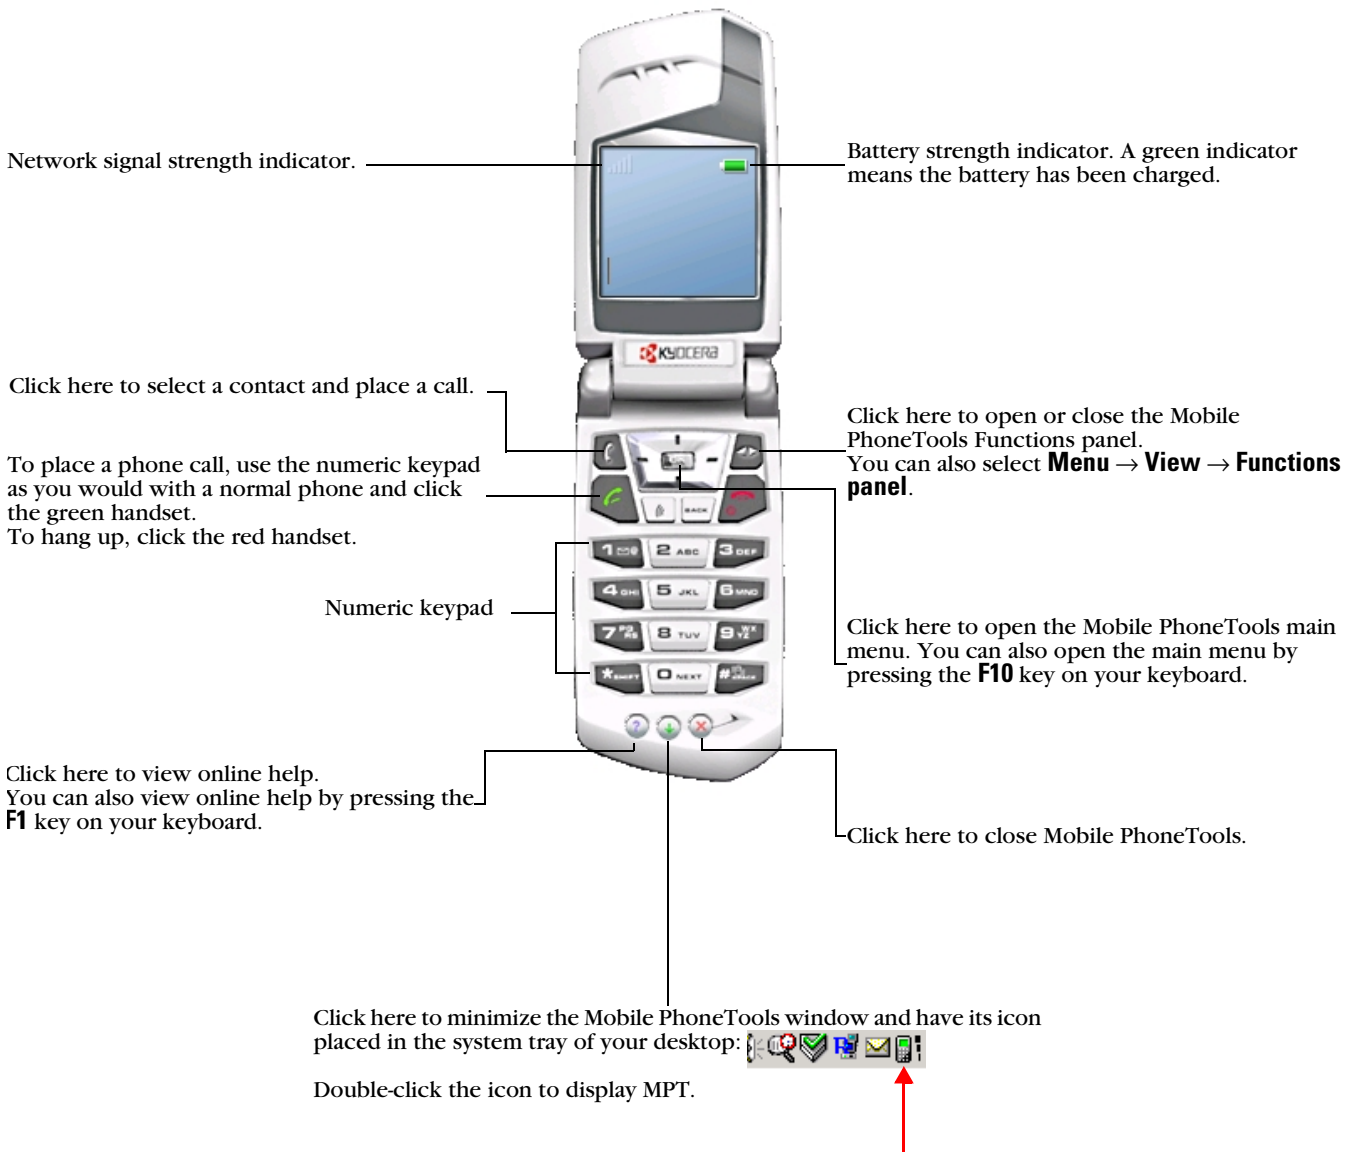 Network signal strength indicator.
Battery strength indicator. A green indicator
means the battery has been charged.
KYOCERA
Click here to select a contact and place a call.
Click here to open or close the Mobile
PhoneTools Functions panel.
You can also select Menu → View → Functions
panel.
To place a phone call, use the numeric keypad
as you would with a normal phone and click
the green handset.
To hang up, click the red handset.
BACK
1 @ 2 ABC 3 DEF
4 GHI 5 JKL 6 MNO
7 PQ RS 8 TUV 9 WX YZ
* SHIFT 0 NEXT # SPACE
Numeric keypad
Click here to open the Mobile PhoneTools main
menu. You can also open the main menu by
pressing the F10 key on your keyboard.
?
Click here to view online help.
You can also view online help by pressing the
F1 key on your keyboard.
Click here to close Mobile PhoneTools.
Click here to minimize the Mobile PhoneTools window and have its icon
placed in the system tray of your desktop:
Double-click the icon to display MPT.